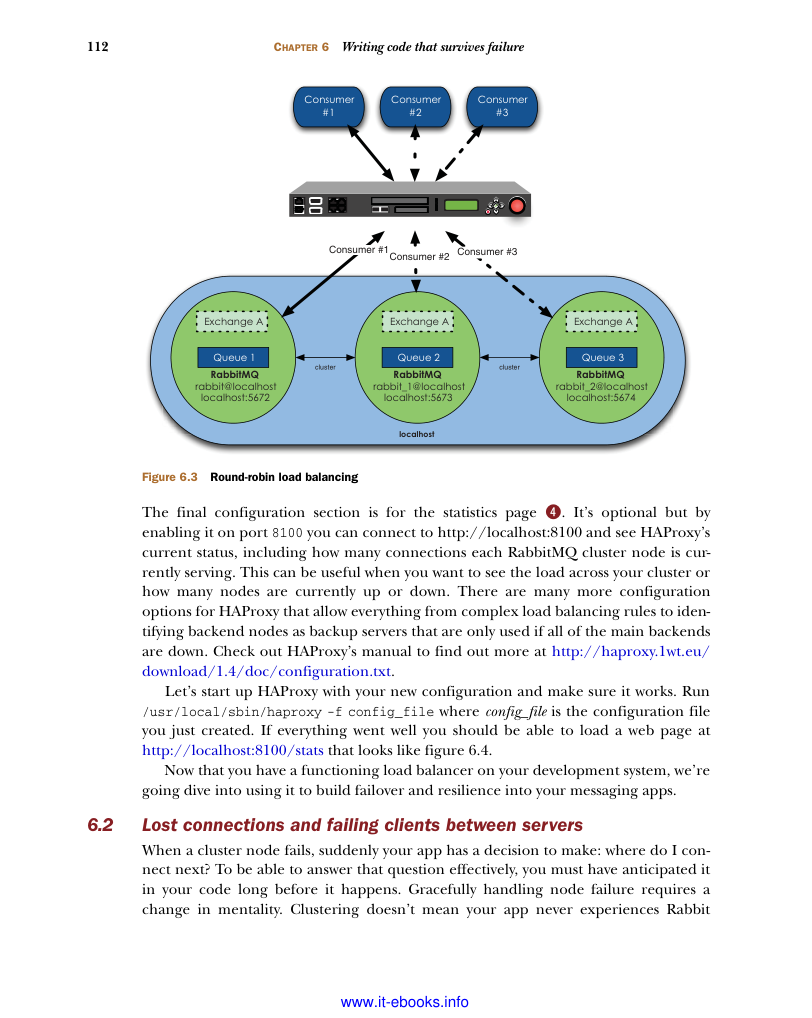 112
CHAPTER 6 Writing code that survives failure
Consumer
#1
Consumer
#2
Consumer
#3
Consumer #1
Consumer #2
Consumer #3
Exchange A
Exchange A
Exchange A
Queue 1
Queue 2
Queue 3
cluster
cluster
RabbitMQ
rabbit@localhost
localhost:5672
RabbitMQ
rabbit_1@localhost
localhost:5673
RabbitMQ
rabbit_2@localhost
localhost:5674
localhost
Figure 6.3 Round-robin load balancing
The final configuration section is for the statistics page 4. It's optional but by
enabling it on port 8100 you can connect to http://localhost:8100 and see HAProxy's
current status, including how many connections each RabbitMQ cluster node is cur-
rently serving. This can be useful when you want to see the load across your cluster or
how many nodes are currently up or down. There are many more configuration
options for HAProxy that allow everything from complex load balancing rules to iden-
tifying backend nodes as backup servers that are only used if all of the main backends
are down. Check out HAProxy's manual to find out more at http://haproxy.1wt.eu/
download/1.4/doc/configuration.txt.
Let's start up HAProxy with your new configuration and make sure it works. Run
/usr/local/sbin/haproxy -f config_file where config_file is the configuration file
you just created. If everything went well you should be able to load a web page at
http://localhost:8100/stats that looks like figure 6.4.
Now that you have a functioning load balancer on your development system, we're
going dive into using it to build failover and resilience into your messaging apps.
6.2 Lost connections and failing clients between servers
When a cluster node fails, suddenly your app has a decision to make: where do I con-
nect next? To be able to answer that question effectively, you must have anticipated it
in your code long before it happens. Gracefully handling node failure requires a
change in mentality. Clustering doesn't mean your app never experiences Rabbit
www.it-ebooks.info